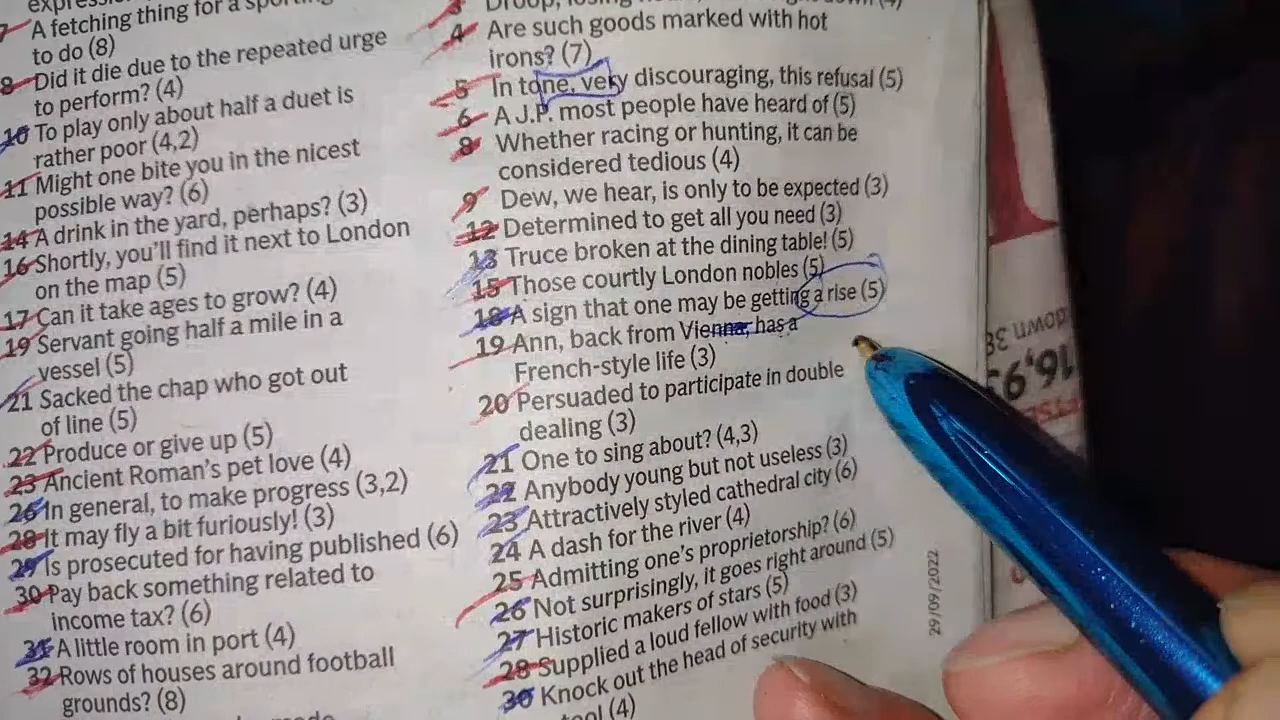 7 A fetching thing for a
to do (8)
8 Did it die due to the repeated urge
to perform? (4)
10 To play only about half a duet is
rather poor (4,2)
11 Might one bite you in the nicest
possible way? (6)
14 A drink in the yard, perhaps? (3)
16 Shortly, you'll find it next to London
on the map (5)
17 Can it take ages to grow? (4)
19 Servant going half a mile in a
vessel (5)
21 Sacked the chap who got out
of line (5)
22 Produce or give up (5)
23 Ancient Roman's pet love (4)
26 In general, to make progress (3,2)
28 It may fly a bit furiously! (3)
29 Is prosecuted for having published (6)
30 Pay back something related to
income tax? (6)
31 A little room in port (4)
32 Rows of houses around football
grounds? (8)
3 Droop, losing
4 Are such goods marked with hot
irons? (7)
5 In tone, very discouraging, this refusal (5)
6 A J.P. most people have heard of (5)
8 Whether racing or hunting, it can be
considered tedious (4)
9 Dew, we hear, is only to be expected (3)
12 Determined to get all you need (3)
13 Truce broken at the dining table! (5)
15 Those courtly London nobles (5)
18 A sign that one may be getting a rise (5)
19 Ann, back from Vienna, has a
French-style life (3)
20 Persuaded to participate in double
dealing (3)
21 One to sing about? (4,3)
22 Anybody young but not useless (3)
23 Attractively styled cathedral city (6)
24 A dash for the river (4)
25 Admitting one's proprietorship? (6)
26 Not surprisingly, it goes right around (5)
27 Historic makers of stars (5)
28 Supplied a loud fellow with food (3)
30 Knock out the head of security with
tool (4)
29/09/2022